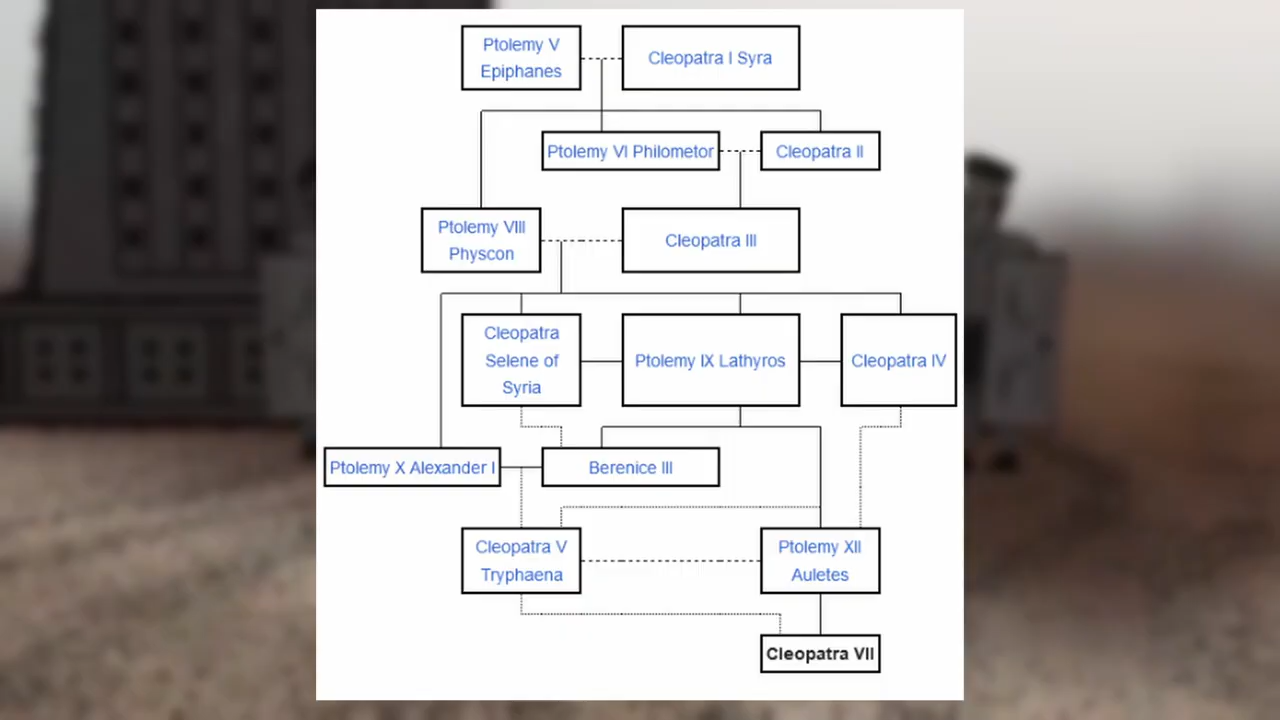 Ptolemy V
Epiphanes
Cleopatra I Syra
Ptolemy VI Philometor
Cleopatra II
Ptolemy VIII
Physcon
Cleopatra III
Cleopatra
Selene of
Syria
Ptolemy IX Lathyros
Cleopatra IV
Ptolemy X Alexander I
Berenice III
Cleopatra V
Tryphaena
Ptolemy XII
Auletes
Cleopatra VII